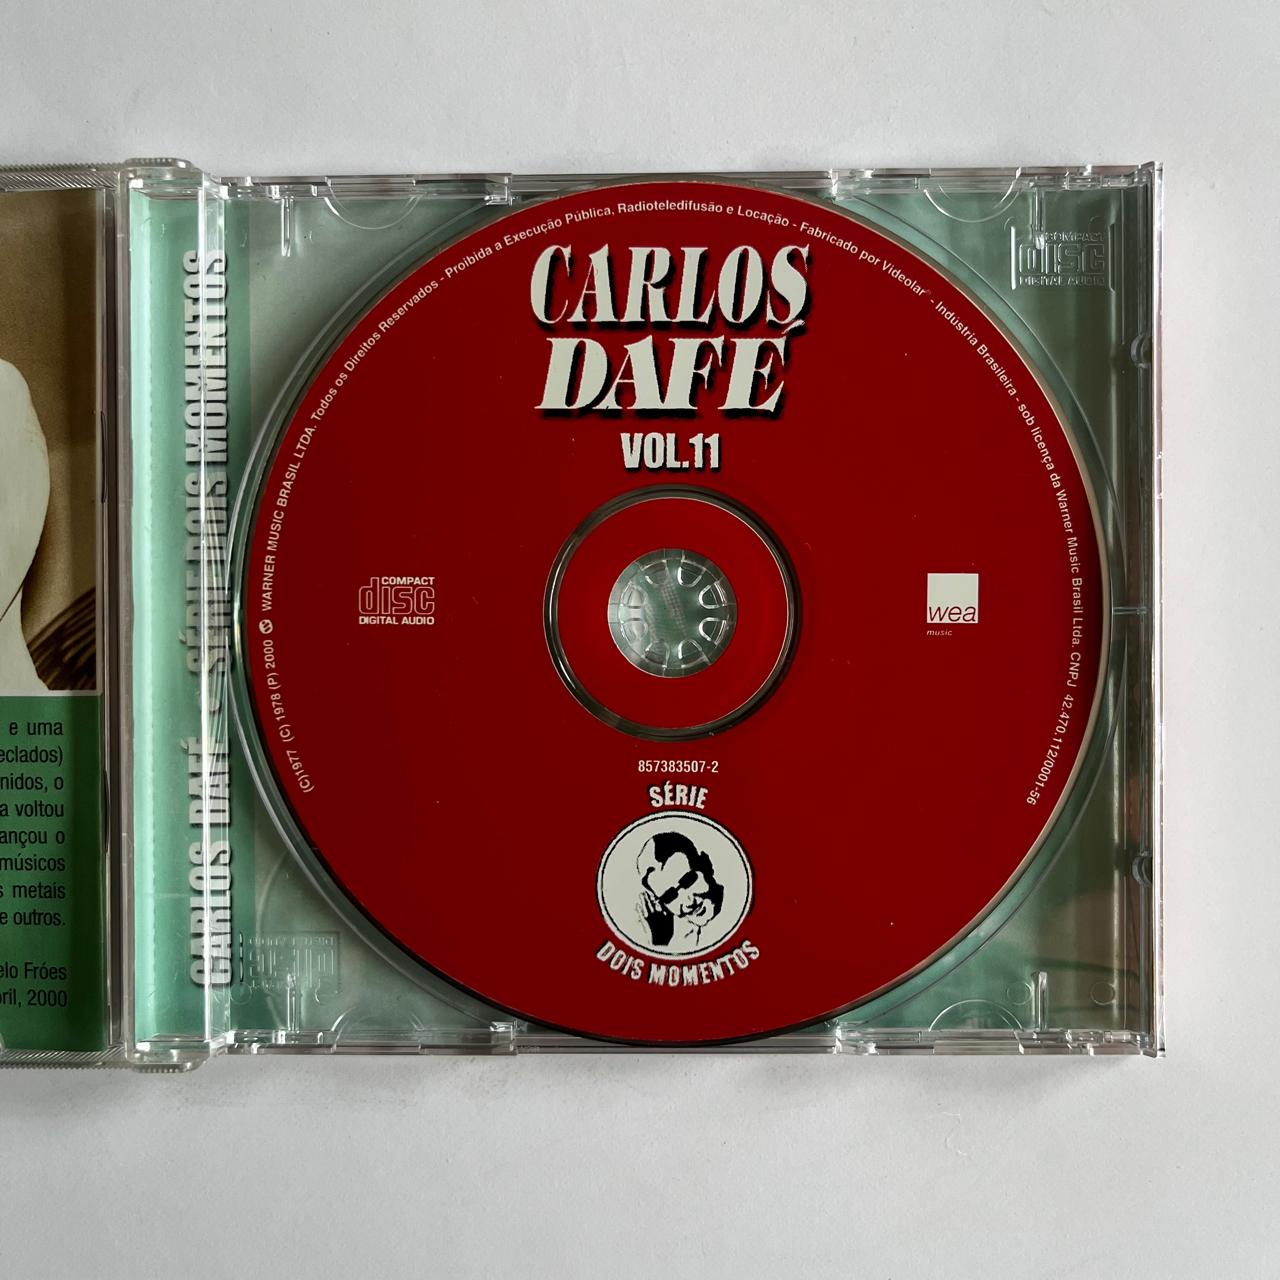 CARLOS
DAFÉ
VOL.11
COMPACT
disc
DIGITAL AUDIO
wea
music
857383507-2
SÉRIE
DOIS MOMENTOS
(C)1977 (C) 1978 (P) 2000 WARNER MUSIC BRASIL LTDA. Todos os Direitos Reservados - Proibida a Execução Pública, Radioteledifusão e Locação - Fabricado por Videolar - Indústria Brasileira - sob licença da Warner Music Brasil Ltda. CNPJ 42.470.112/0001-56
CARLOS DAFÉ - SÉRIE DOIS MOMENTOS
COMPACT
disc
DIGITAL AUDIO
e uma
eclados)
nidos, o
a voltou
ançou o
músicos
s metais
e outros.
elo Fróes
ril, 2000